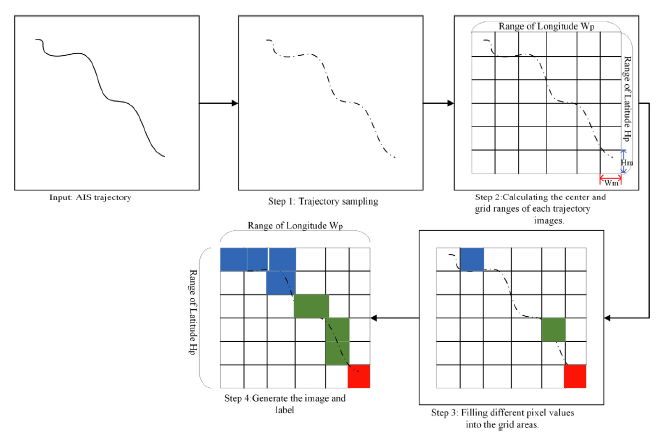 Input: AIS trajectory
Step 1: Trajectory sampling
Range of Longitude Wp
Range of Latitude Hp
Hm
Wm
Step 2:Calculating the center and
grid ranges of each trajectory
images.
Step 3: Filling different pixel values
into the grid areas.
Range of Longitude Wp
Range of Latitude Hp
Step 4:Generate the image and
label